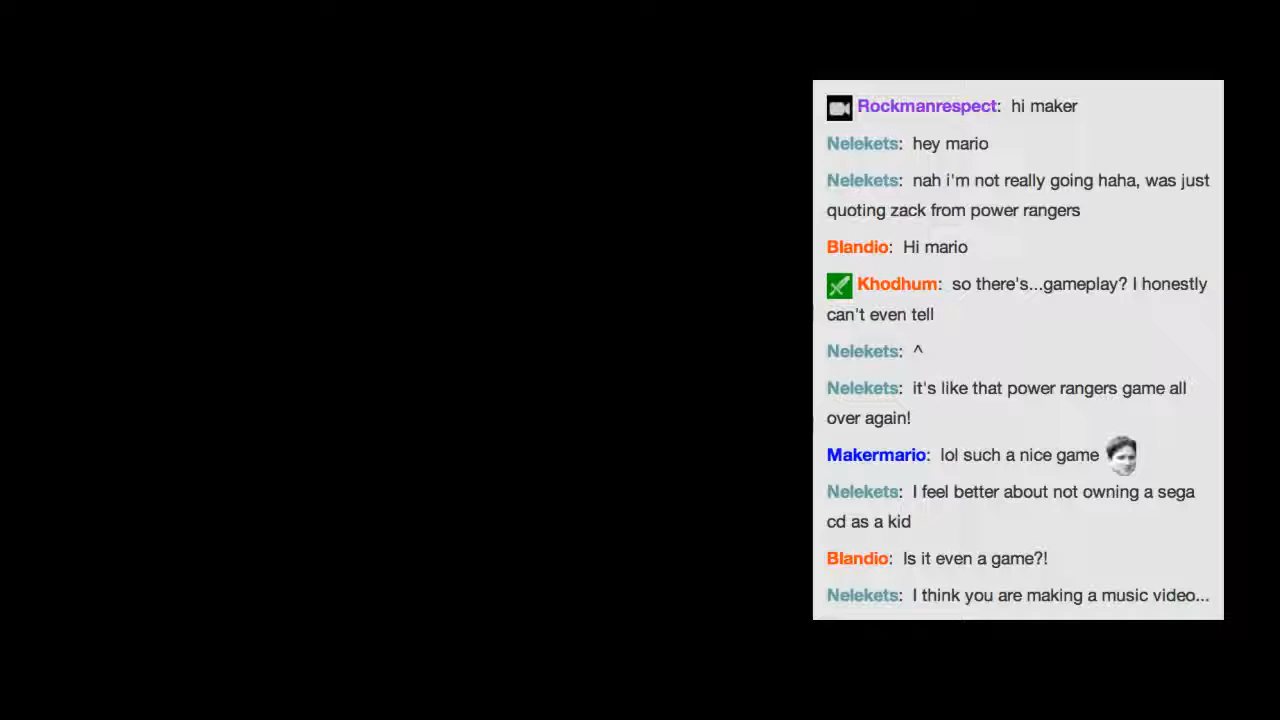 Rockmanrespect: hi maker
Nelekets: hey mario
Nelekets: nah i'm not really going haha, was just
quoting zack from power rangers
Blandio: Hi mario
Khodhum: so there's...gameplay? I honestly
can't even tell
Nelekets: ^
Nelekets: it's like that power rangers game all
over again!
Makermario: lol such a nice game
Nelekets: I feel better about not owning a sega
cd as a kid
Blandio: Is it even a game?!
Nelekets: I think you are making a music video...